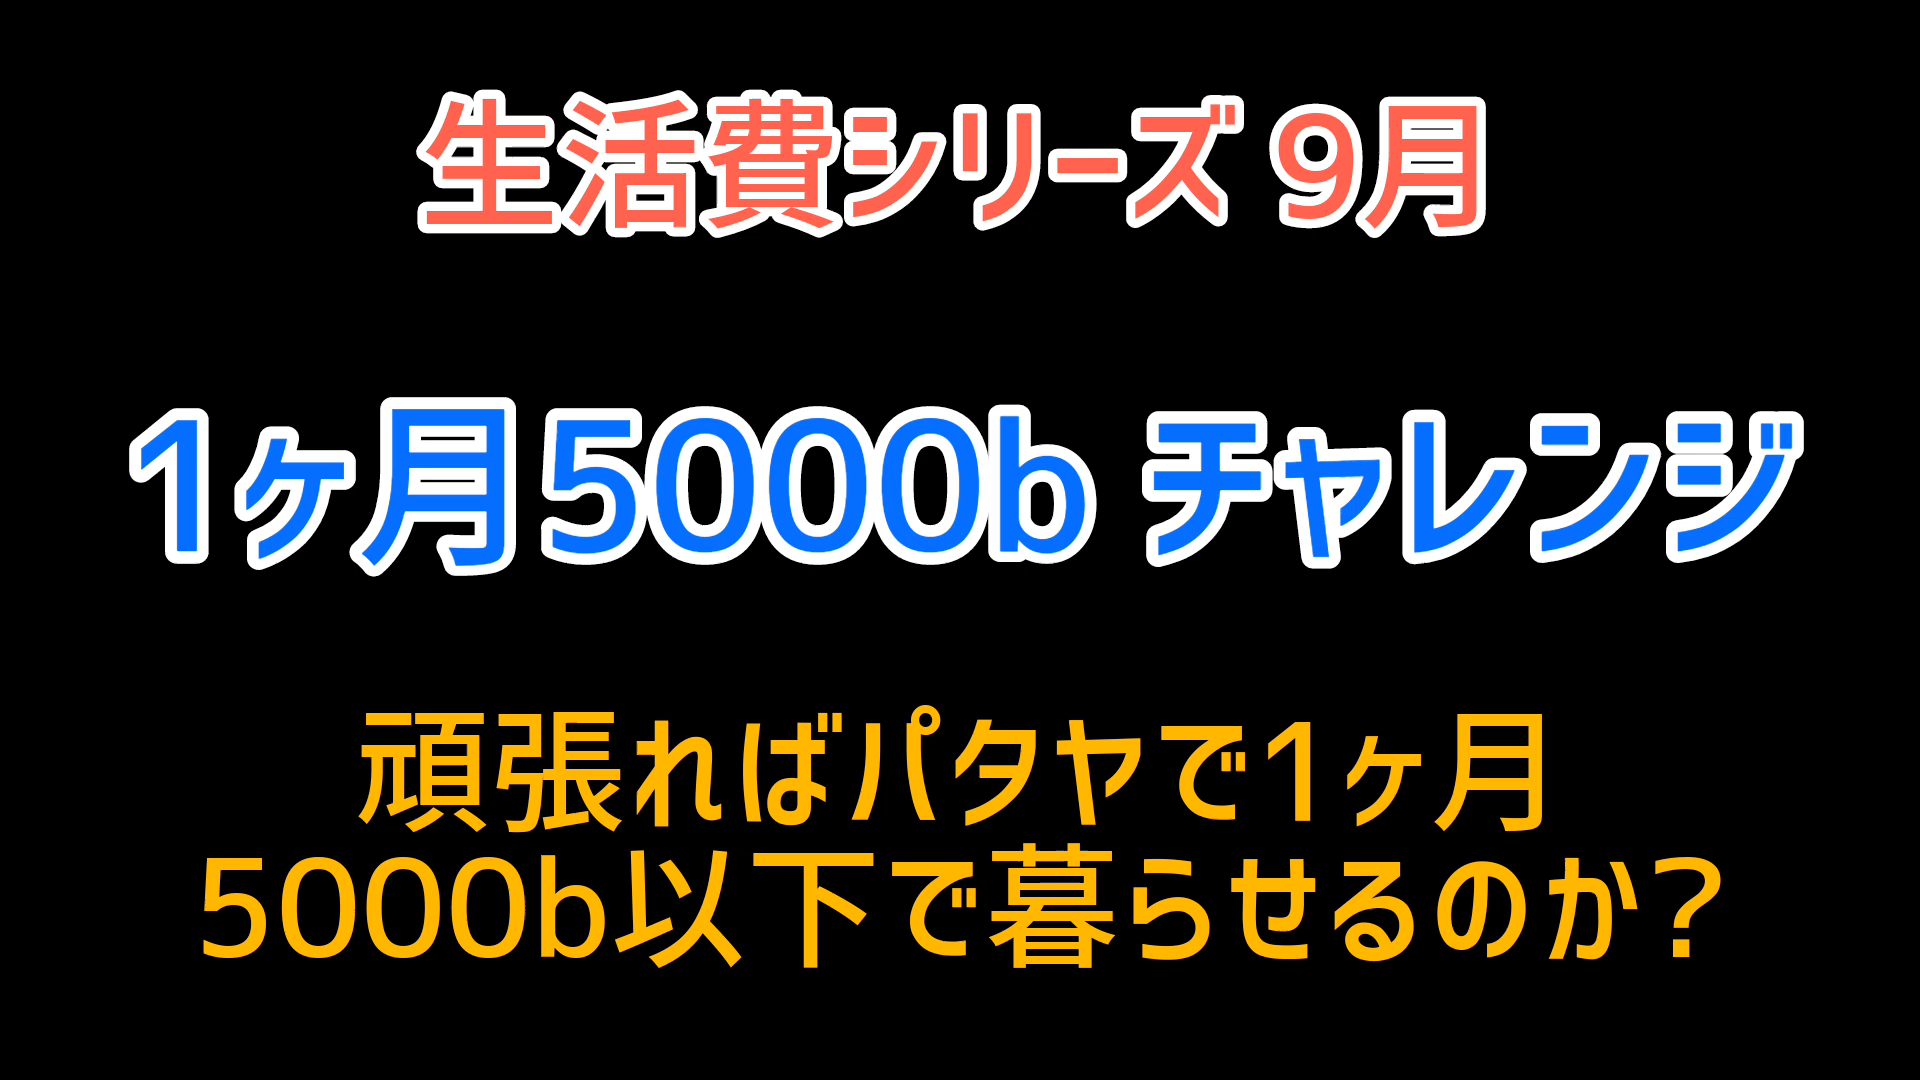 生活費シリーズ 9月
1ヶ月5000b チャレンジ
頑張ればパタヤで1ヶ月
5000b以下で暮らせるのか?